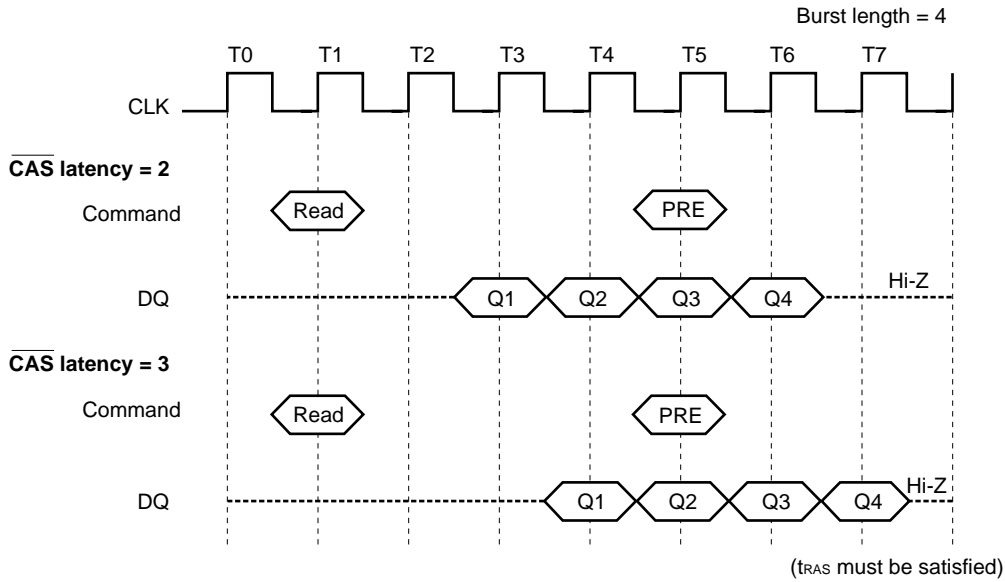 Burst length = 4
T0 T1 T2 T3 T4 T5 T6 T7
CLK
CAS latency = 2
Command Read PRE
DQ Q1 Q2 Q3 Q4 Hi-Z
CAS latency = 3
Command Read PRE
DQ Q1 Q2 Q3 Q4 Hi-Z
(tRAS must be satisfied)